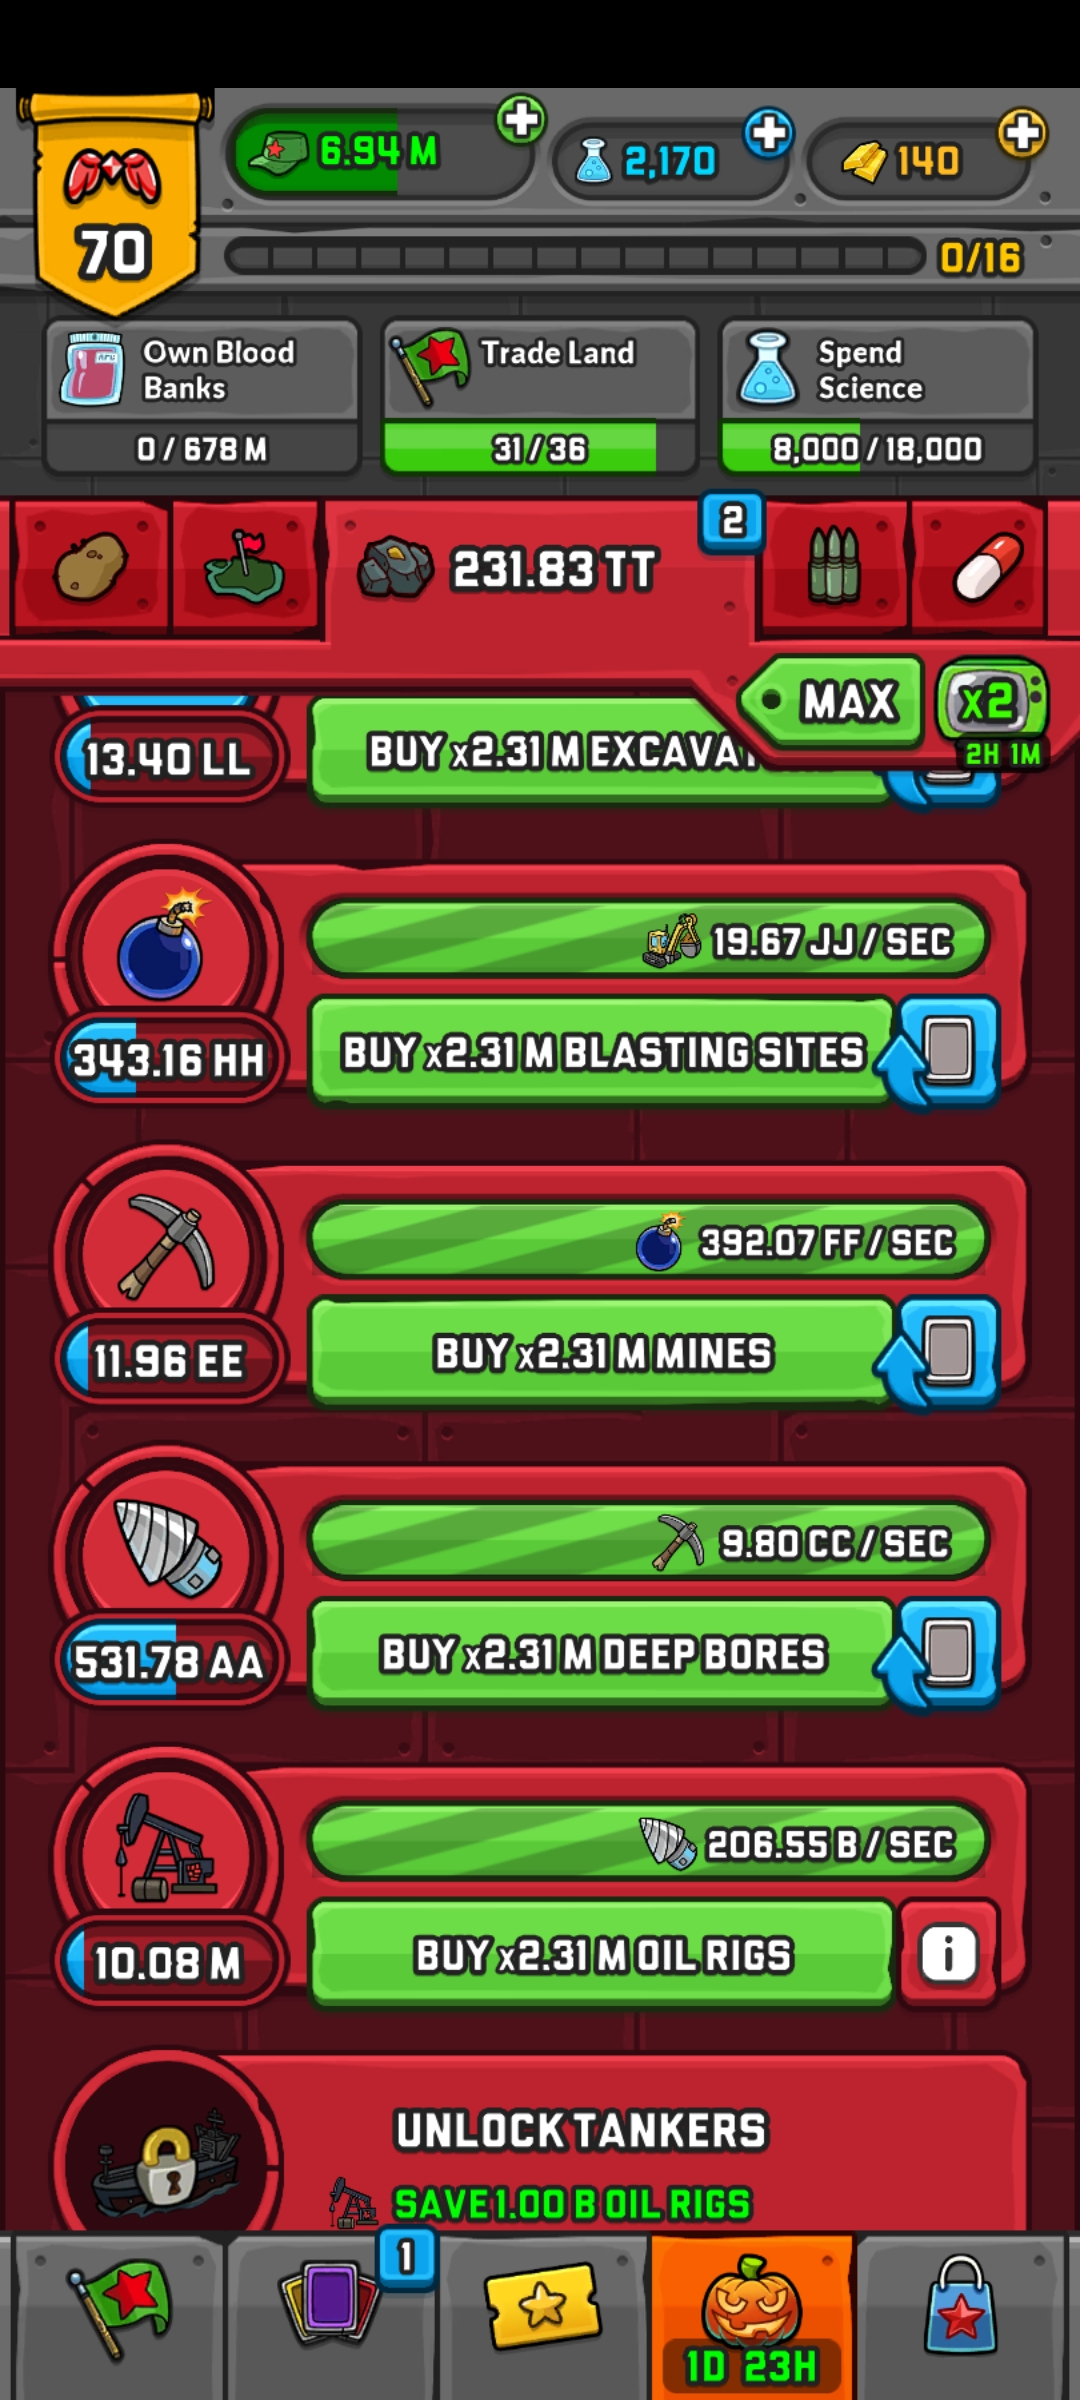 6.94 M
2,170
140
70
0/16
Own Blood
Banks
0 / 678 M
Trade Land
31 / 36
Spend
Science
8,000 / 18,000
2
231.83 TT
MAX
x2
2H 1M
13.40 LL
BUY x2.31 M EXCAVA
19.67 JJ / SEC
343.16 HH
BUY x2.31 M BLASTING SITES
392.07 FF / SEC
11.96 EE
BUY x2.31 M MINES
9.80 CC / SEC
531.78 AA
BUY x2.31 M DEEP BORES
206.55 B / SEC
10.08 M
BUY x2.31 M OIL RIGS
i
UNLOCK TANKERS
SAVE 1.00 B OIL RIGS
1
1D 23H